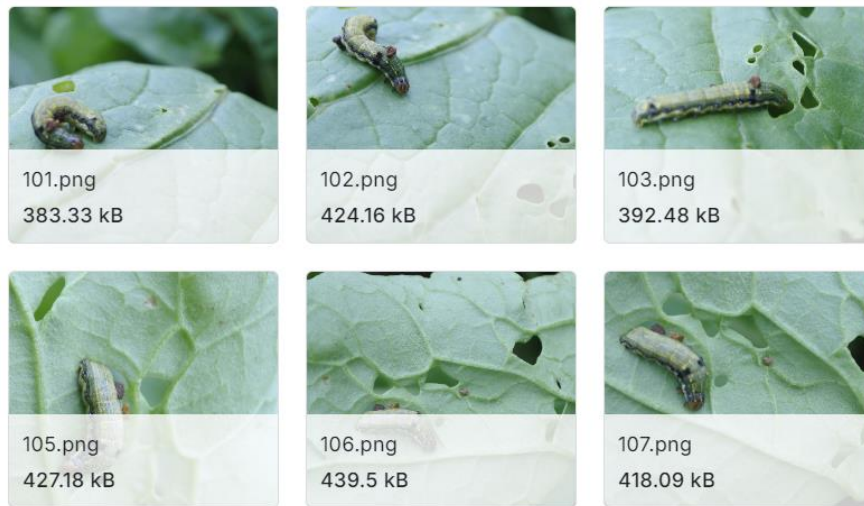 101.png
383.33 kB
102.png
424.16 kB
103.png
392.48 kB
105.png
427.18 kB
106.png
439.5 kB
107.png
418.09 kB